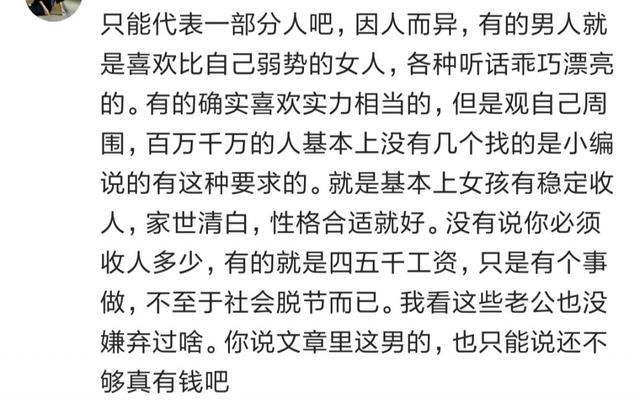 只能代表一部分人吧，因人而异，有的男人就
是喜欢比自己弱势的女人，各种听话乖巧漂亮
的。有的确实喜欢实力相当的，但是观自己周
围，百万千万的人基本上没有几个找的是小编
说的有这种要求的。就是基本上女孩有稳定收
人，家世清白，性格合适就好。没有说你必须
收人多少，有的就是四五千工资，只是有个事
做，不至于社会脱节而已。我看这些老公也没
嫌弃过啥。你说文章里这男的，也只能说还不
够真有钱吧